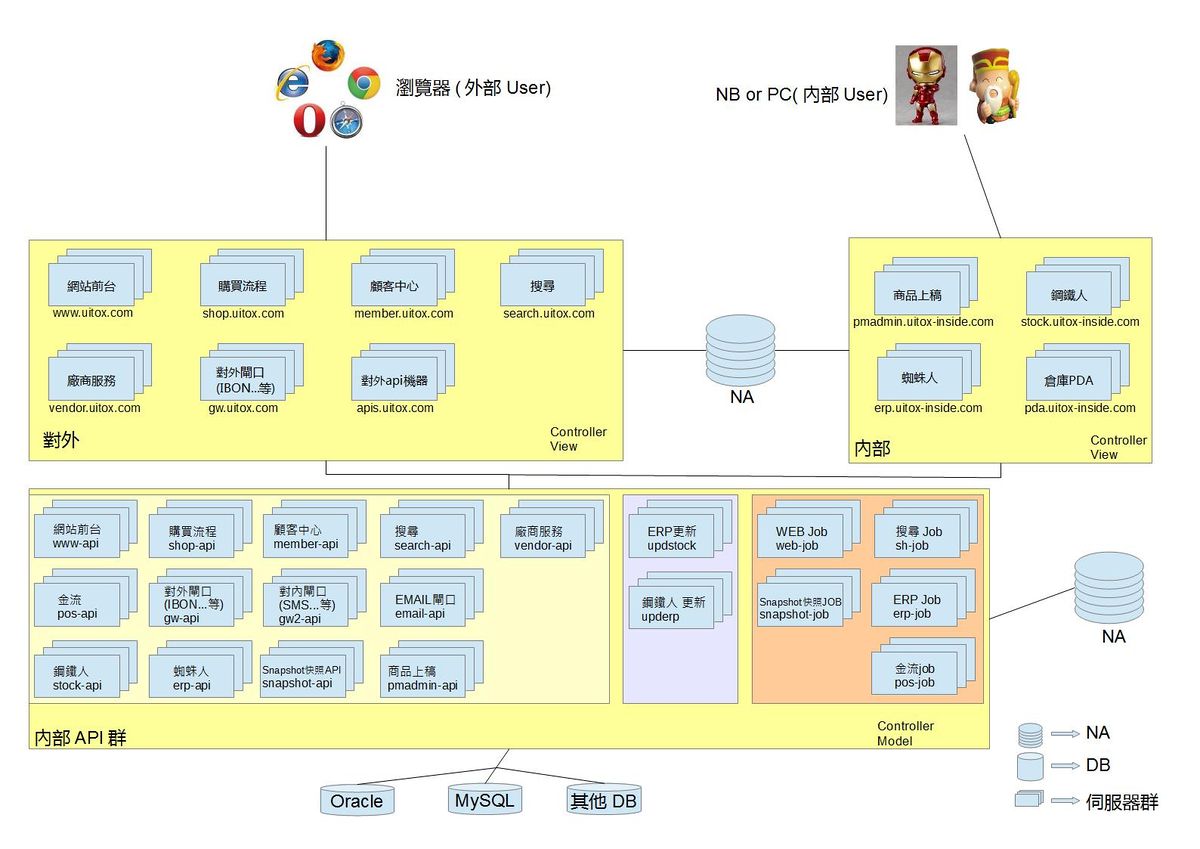 瀏覽器 ( 外部 User)
NB or PC( 內部 User)
網站前台
www.uitox.com
購買流程
shop.uitox.com
顧客中心
member.uitox.com
搜尋
search.uitox.com
廠商服務
vendor.uitox.com
對外閘口
(IBON...等)
gw.uitox.com
對外api機器
apis.uitox.com
對外
Controller
View
NA
商品上稿
pmadmin.uitox-inside.com
鋼鐵人
stock.uitox-inside.com
蜘蛛人
erp.uitox-inside.com
倉庫PDA
pda.uitox-inside.com
內部
Controller
View
網站前台
www-api
購買流程
shop-api
顧客中心
member-api
搜尋
search-api
廠商服務
vendor-api
金流
pos-api
對外閘口
(IBON...等)
gw-api
對內閘口
(SMS...等)
gw2-api
EMAIL閘口
email-api
鋼鐵人
stock-api
蜘蛛人
erp-api
Snapshot快照API
snapshot-api
商品上稿
pmadmin-api
ERP更新
updstock
鋼鐵人 更新
upderp
WEB Job
web-job
搜尋 Job
sh-job
Snapshot快照JOB
snapshot-job
ERP Job
erp-job
金流job
pos-job
內部 API 群
Controller
Model
NA
Oracle
MySQL
其他 DB
NA
DB
伺服器群